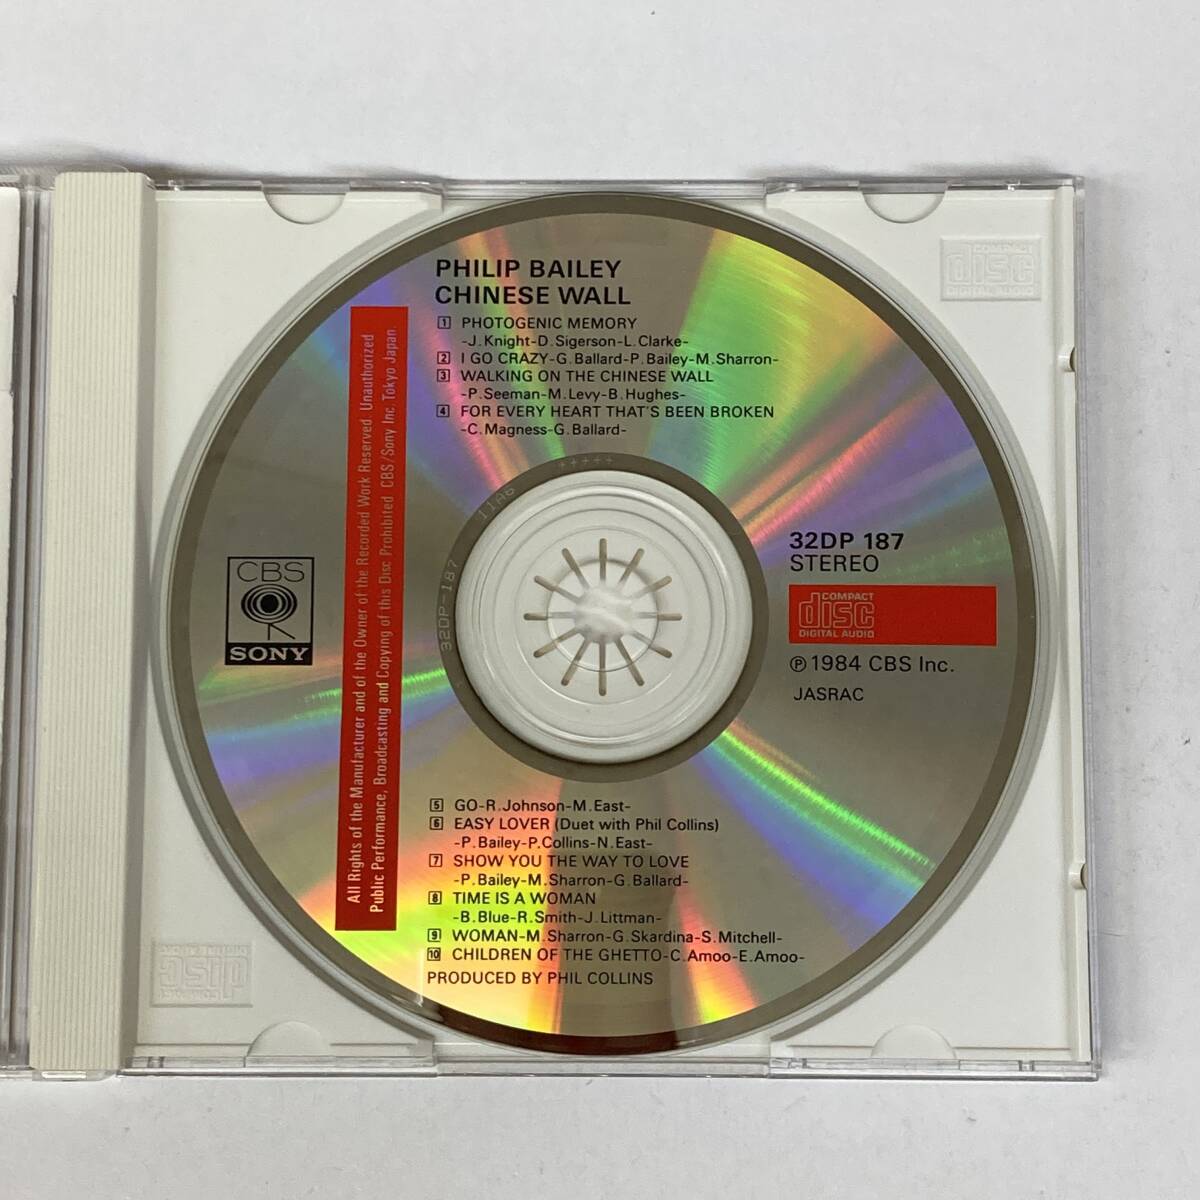 PHILIP BAILEY
CHINESE WALL
1 PHOTOGENIC MEMORY
-J. Knight-D. Sigerson-L. Clarke-
2 I GO CRAZY-G. Ballard-P. Bailey-M. Sharron-
3 WALKING ON THE CHINESE WALL
-P. Seeman-M. Levy-B. Hughes-
4 FOR EVERY HEART THAT'S BEEN BROKEN
-C. Magness-G. Ballard-
All Rights of the Manufacturer and of the Owner of the Recorded Work Reserved. Unauthorized
Public Performance, Broadcasting and Copying of this Disc Prohibited CBS/Sony Inc. Tokyo Japan.
CBS
SONY
+++++
11A6
32DP-187
32DP 187
STEREO
COMPACT
disc
DIGITAL AUDIO
℗ 1984 CBS Inc.
JASRAC
5 GO-R. Johnson-M. East-
6 EASY LOVER (Duet with Phil Collins)
-P. Bailey-P. Collins-N. East-
7 SHOW YOU THE WAY TO LOVE
-P. Bailey-M. Sharron-G. Ballard-
8 TIME IS A WOMAN
-B. Blue-R. Smith-J. Littman-
9 WOMAN-M. Sharron-G. Skardina-S. Mitchell-
10 CHILDREN OF THE GHETTO-C. Amoo-E. Amoo-
PRODUCED BY PHIL COLLINS
COMPACT
disc
DIGITAL AUDIO
COMPACT
disc
DIGITAL AUDIO